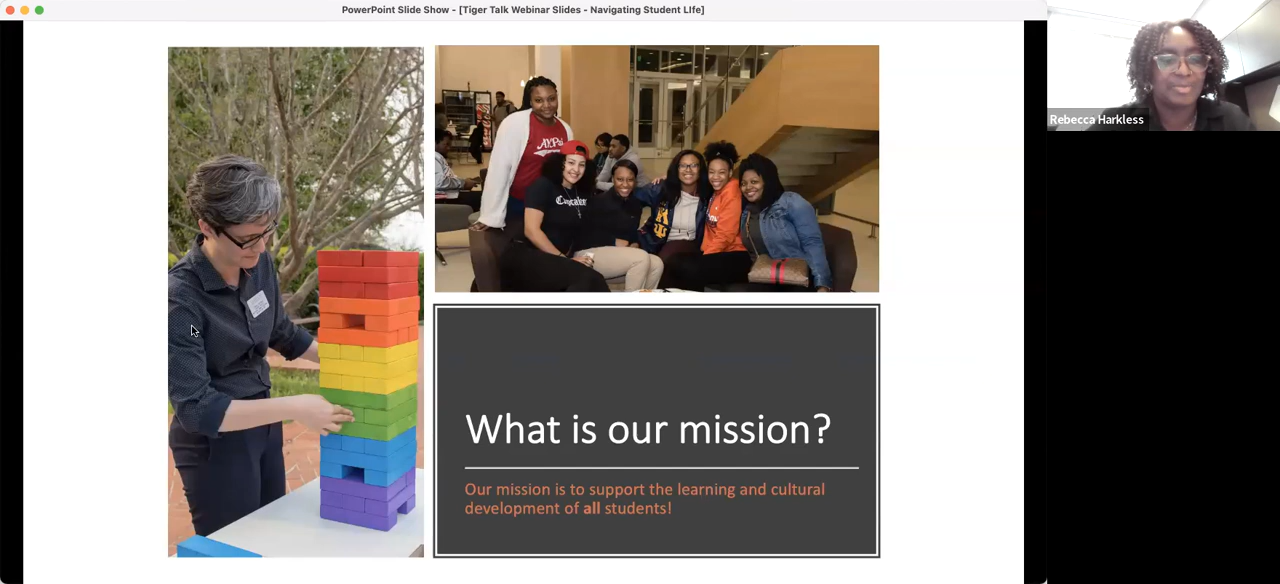 PowerPoint Slide Show - [Tiger Talk Webinar Slides - Navigating Student LIfe]
Rebecca Harkless
What is our mission?
Our mission is to support the learning and cultural
development of all students!